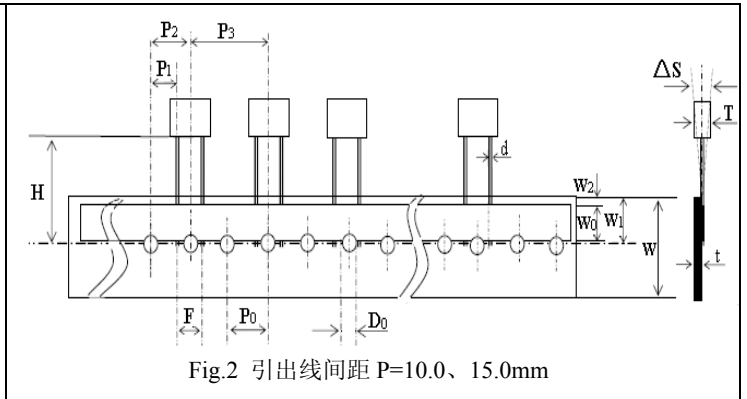 P2 P3
P1
△S
T
d
H
W2
W0 W1
W
t
F P0 D0
Fig.2 引出线间距 P=10.0、15.0mm